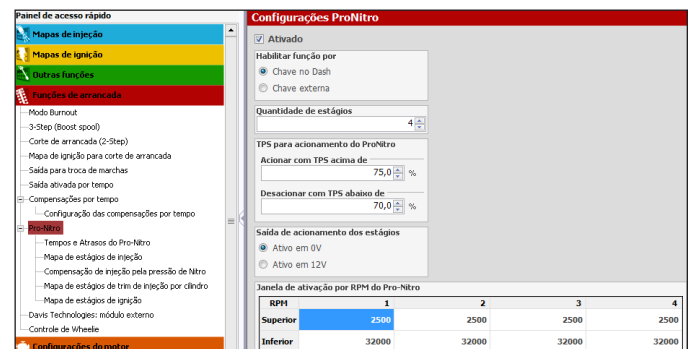 Painel de acesso rápido
Mapas de injeção
Mapas de ignição
Outras funções
Funções de arrancada
Modo Burnout
3-Step (Boost spool)
Corte de arrancada (2-Step)
Mapa de ignição para corte de arrancada
Saída para troca de marchas
Saída ativada por tempo
Compensações por tempo
Configuração das compensações por tempo
Pro-Nitro
Tempos e Atrasos do Pro-Nitro
Mapa de estágios de injeção
Compensação de injeção pela pressão de Nitro
Mapa de estágios de trim de injeção por cilindro
Mapa de estágios de ignição
Davis Technologies: módulo externo
Controle de Wheelie
Configurações do motor
Configurações ProNitro
Ativado
Habilitar função por
Chave no Dash
Chave externa
Quantidade de estágios
4
TPS para acionamento do ProNitro
Acionar com TPS acima de
75,0 %
Desacionar com TPS abaixo de
70,0 %
Saída de acionamento dos estágios
Ativo em 0V
Ativo em 12V
Janela de ativação por RPM do Pro-Nitro
RPM 1 2 3 4
Superior 2500 2500 2500 2500
Inferior 32000 32000 32000 32000